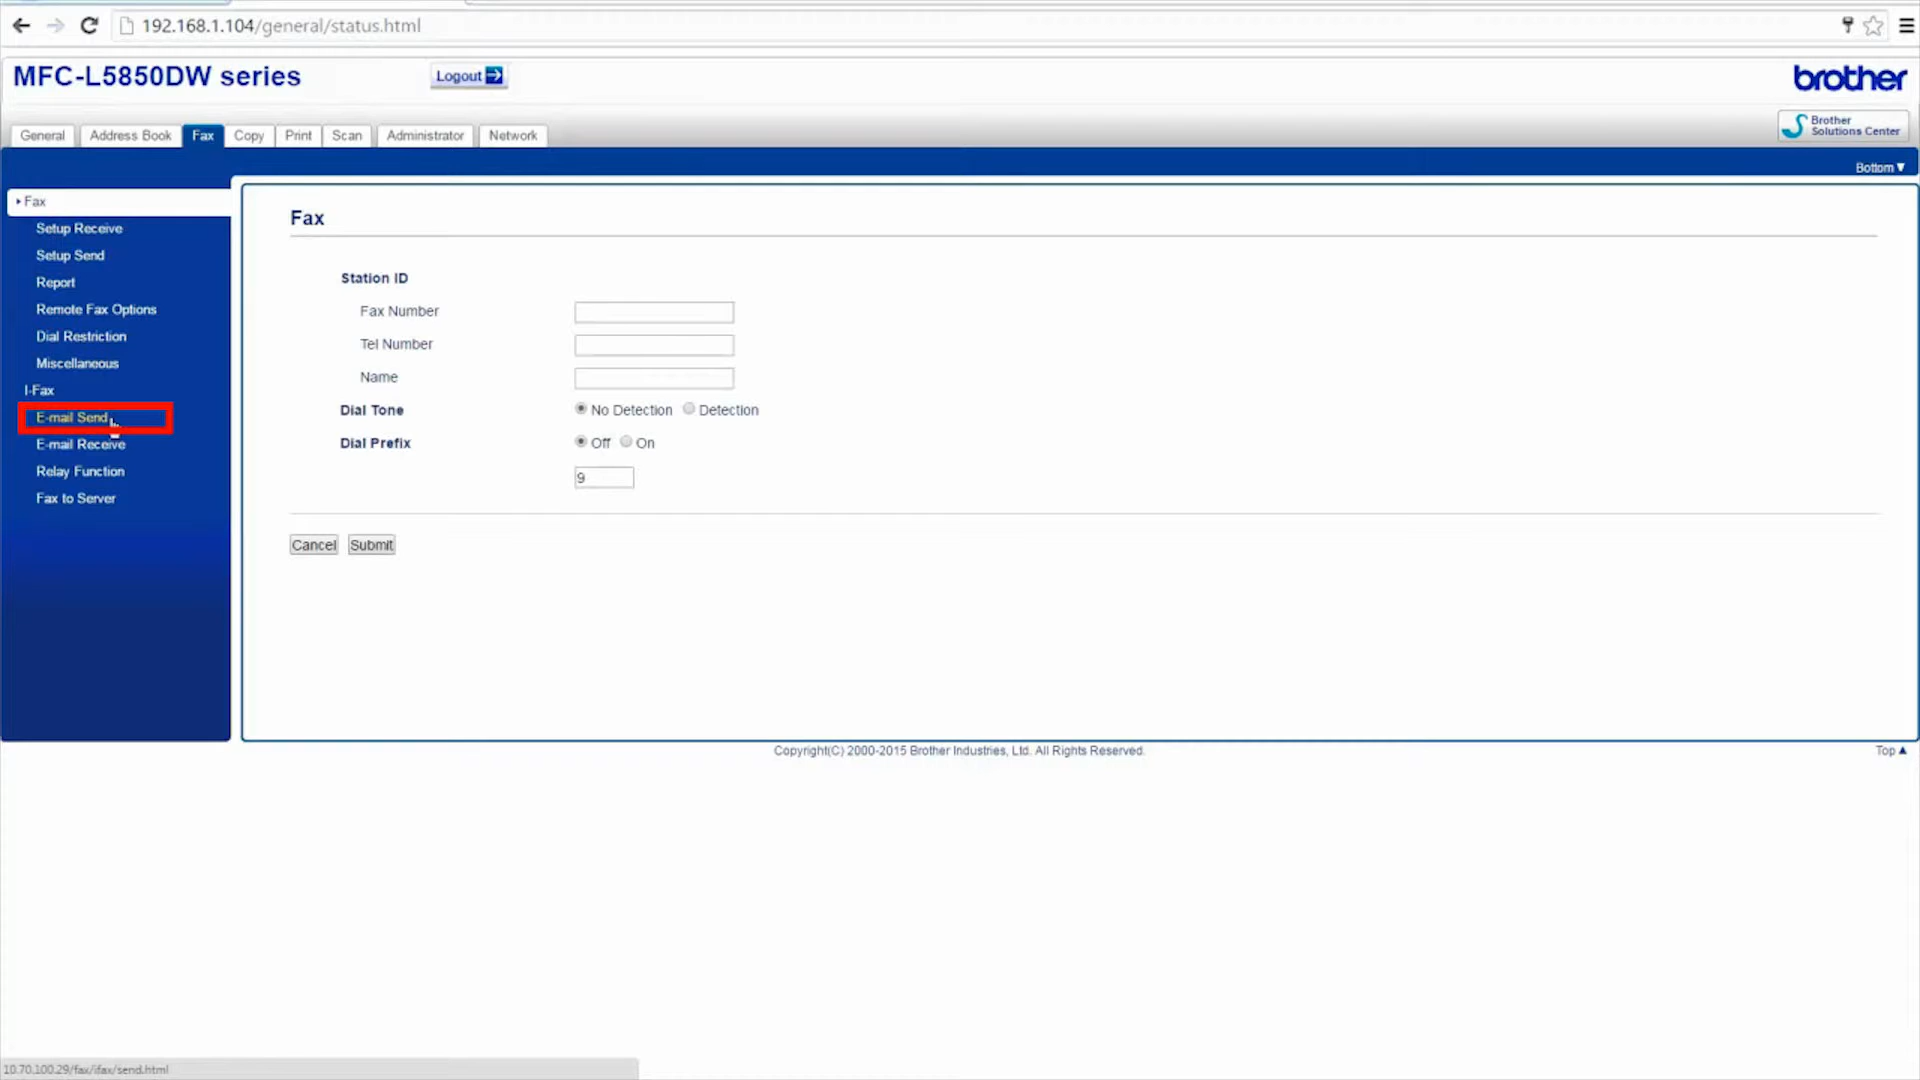 192.168.1.104/general/status.html
MFC-L5850DW series
Logout
brother
General Address Book Fax Copy Print Scan Administrator Network
Brother
Solutions Center
Bottom▼
Fax
Setup Receive
Setup Send
Report
Remote Fax Options
Dial Restriction
Miscellaneous
I-Fax
E-mail Send
E-mail Receive
Relay Function
Fax to Server
Fax
Station ID
Fax Number
Tel Number
Name
Dial Tone No Detection Detection
Dial Prefix Off On
9
Cancel Submit
Copyright(C) 2000-2015 Brother Industries, Ltd. All Rights Reserved.
Top▲
10.70.100.29/fax/ifax/send.html